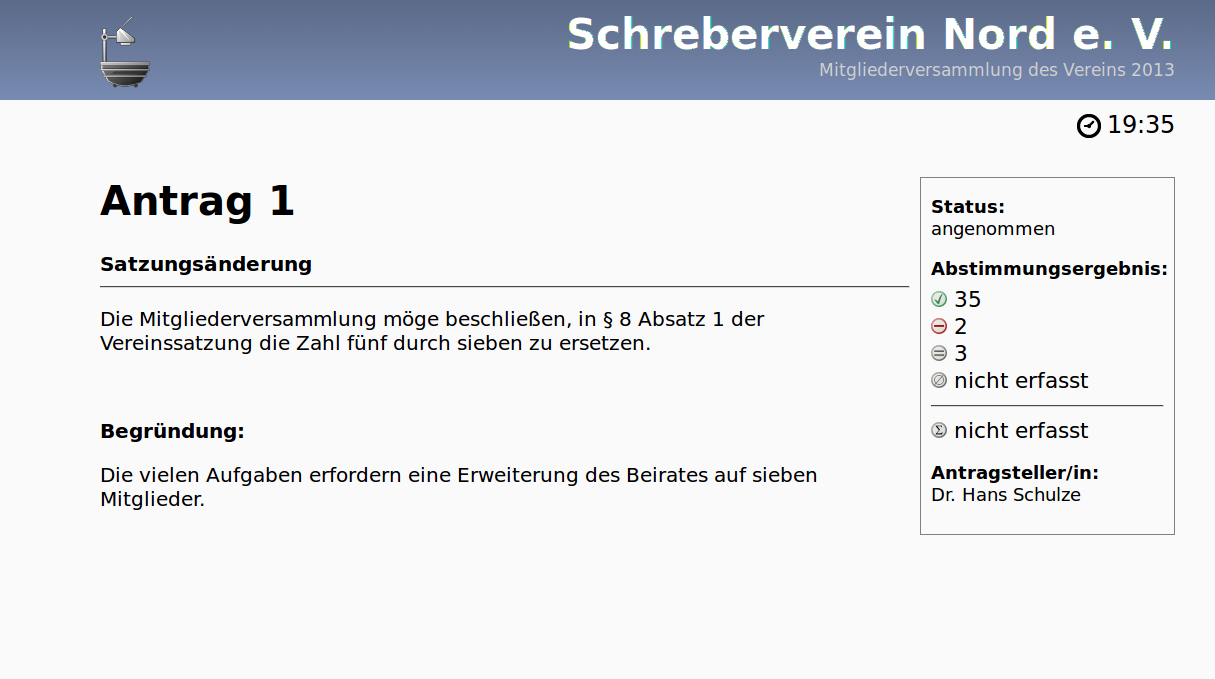 Schreberverein Nord e. V.
Mitgliederversammlung des Vereins 2013
19:35
Antrag 1
Satzungsänderung
Die Mitgliederversammlung möge beschließen, in § 8 Absatz 1 der
Vereinssatzung die Zahl fünf durch sieben zu ersetzen.
Begründung:
Die vielen Aufgaben erfordern eine Erweiterung des Beirates auf sieben
Mitglieder.
Status:
angenommen
Abstimmungsergebnis:
35
2
3
nicht erfasst
Σ nicht erfasst
Antragsteller/in:
Dr. Hans Schulze